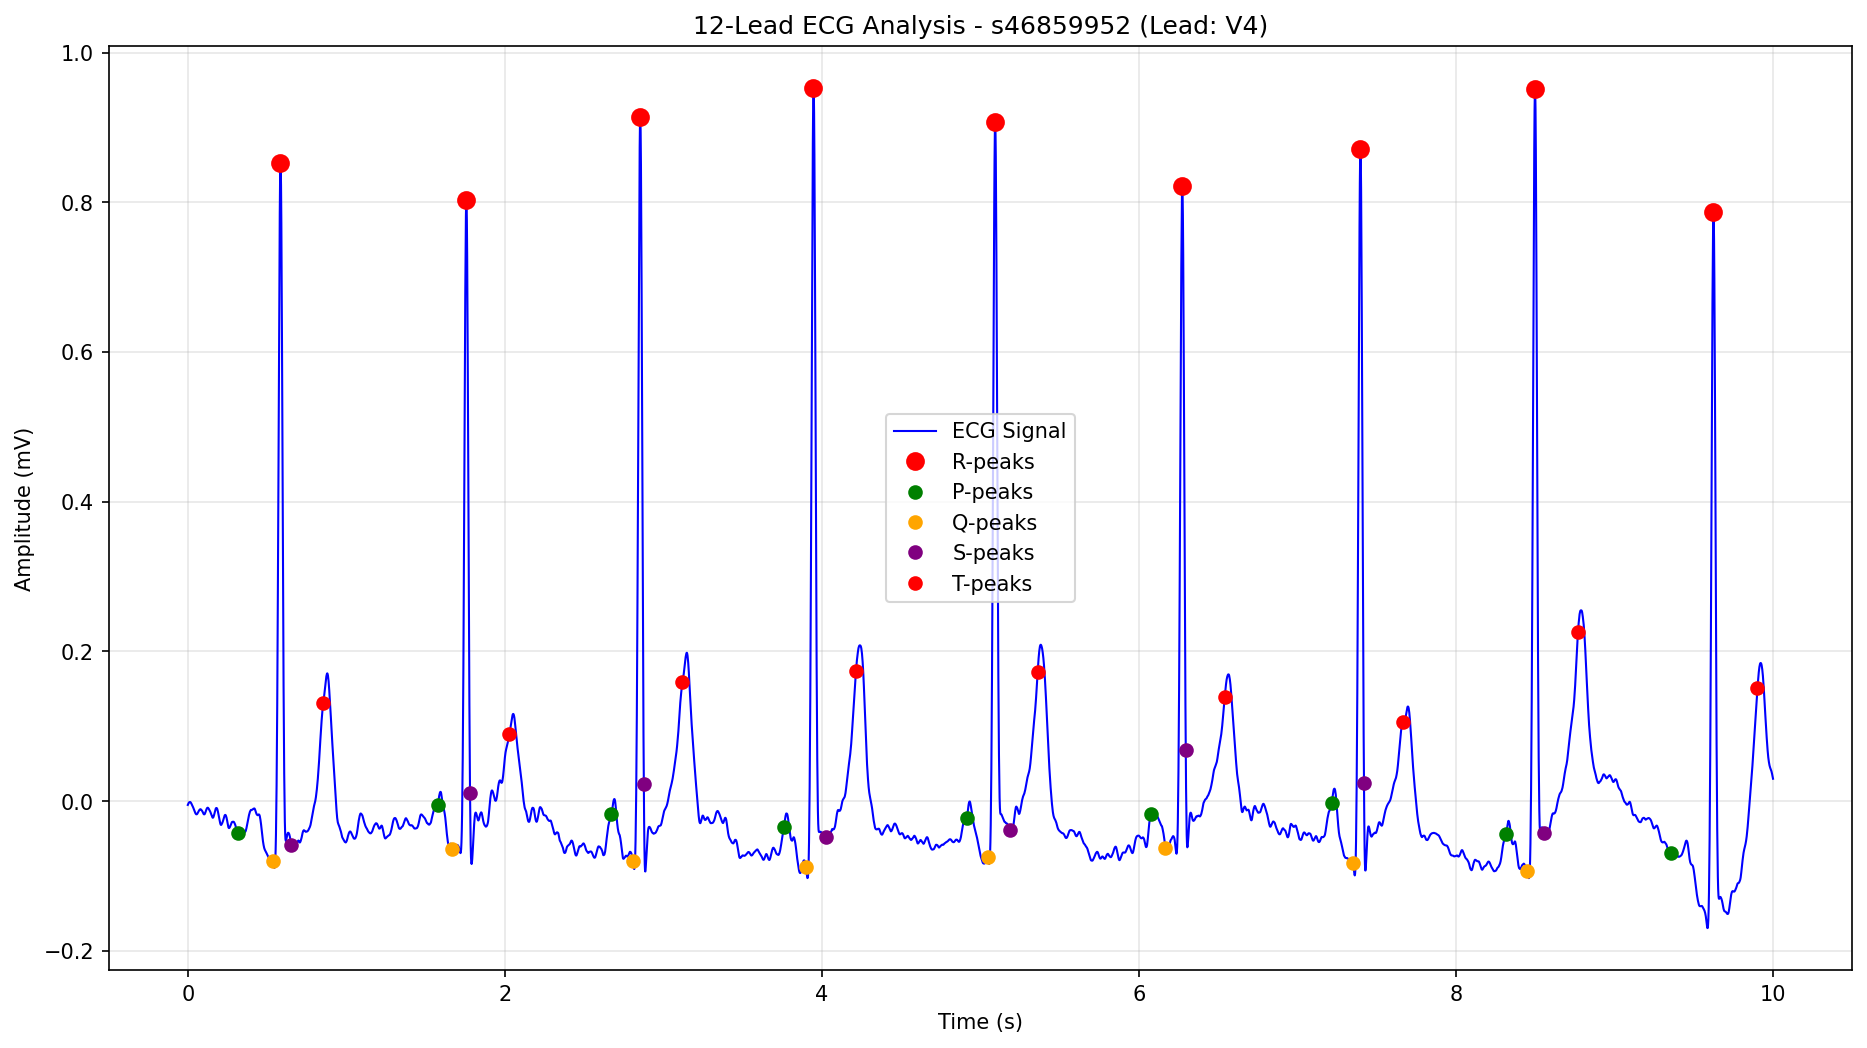 12-Lead ECG Analysis - s46859952 (Lead: V4)
Amplitude (mV)
1.0
0.8
0.6
0.4
0.2
0.0
−0.2
ECG Signal
R-peaks
P-peaks
Q-peaks
S-peaks
T-peaks
0 2 4 6 8 10
Time (s)